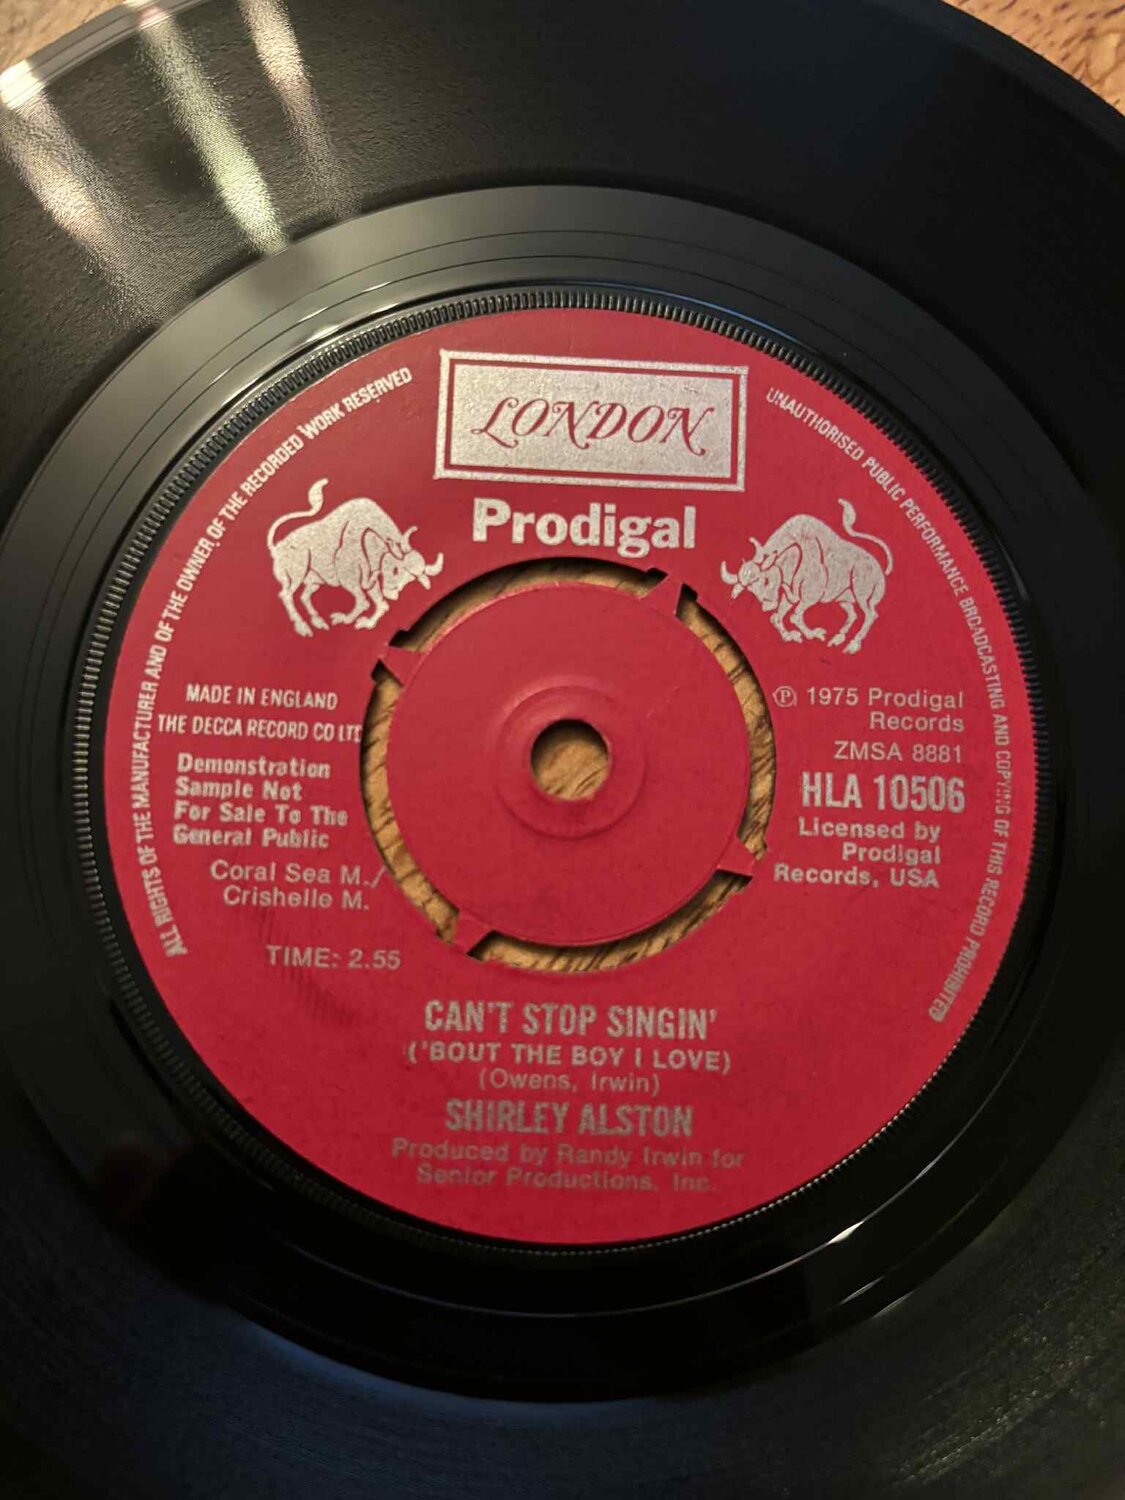 LONDON
Prodigal
ALL RIGHTS OF THE MANUFACTURER AND OF THE OWNER OF THE RECORDED WORK RESERVED
UNAUTHORISED PUBLIC PERFORMANCE BROADCASTING AND COPYING OF THIS RECORD PROHIBITED
MADE IN ENGLAND
THE DECCA RECORD CO LTD
Demonstration
Sample Not
For Sale To The
General Public
Coral Sea M./
Crishelle M.
TIME: 2.55
℗ 1975 Prodigal
Records
ZMSA 8881
HLA 10506
Licensed by
Prodigal
Records, USA
CAN'T STOP SINGIN'
('BOUT THE BOY I LOVE)
(Owens, Irwin)
SHIRLEY ALSTON
Produced by Randy Irwin for
Senior Productions, Inc.